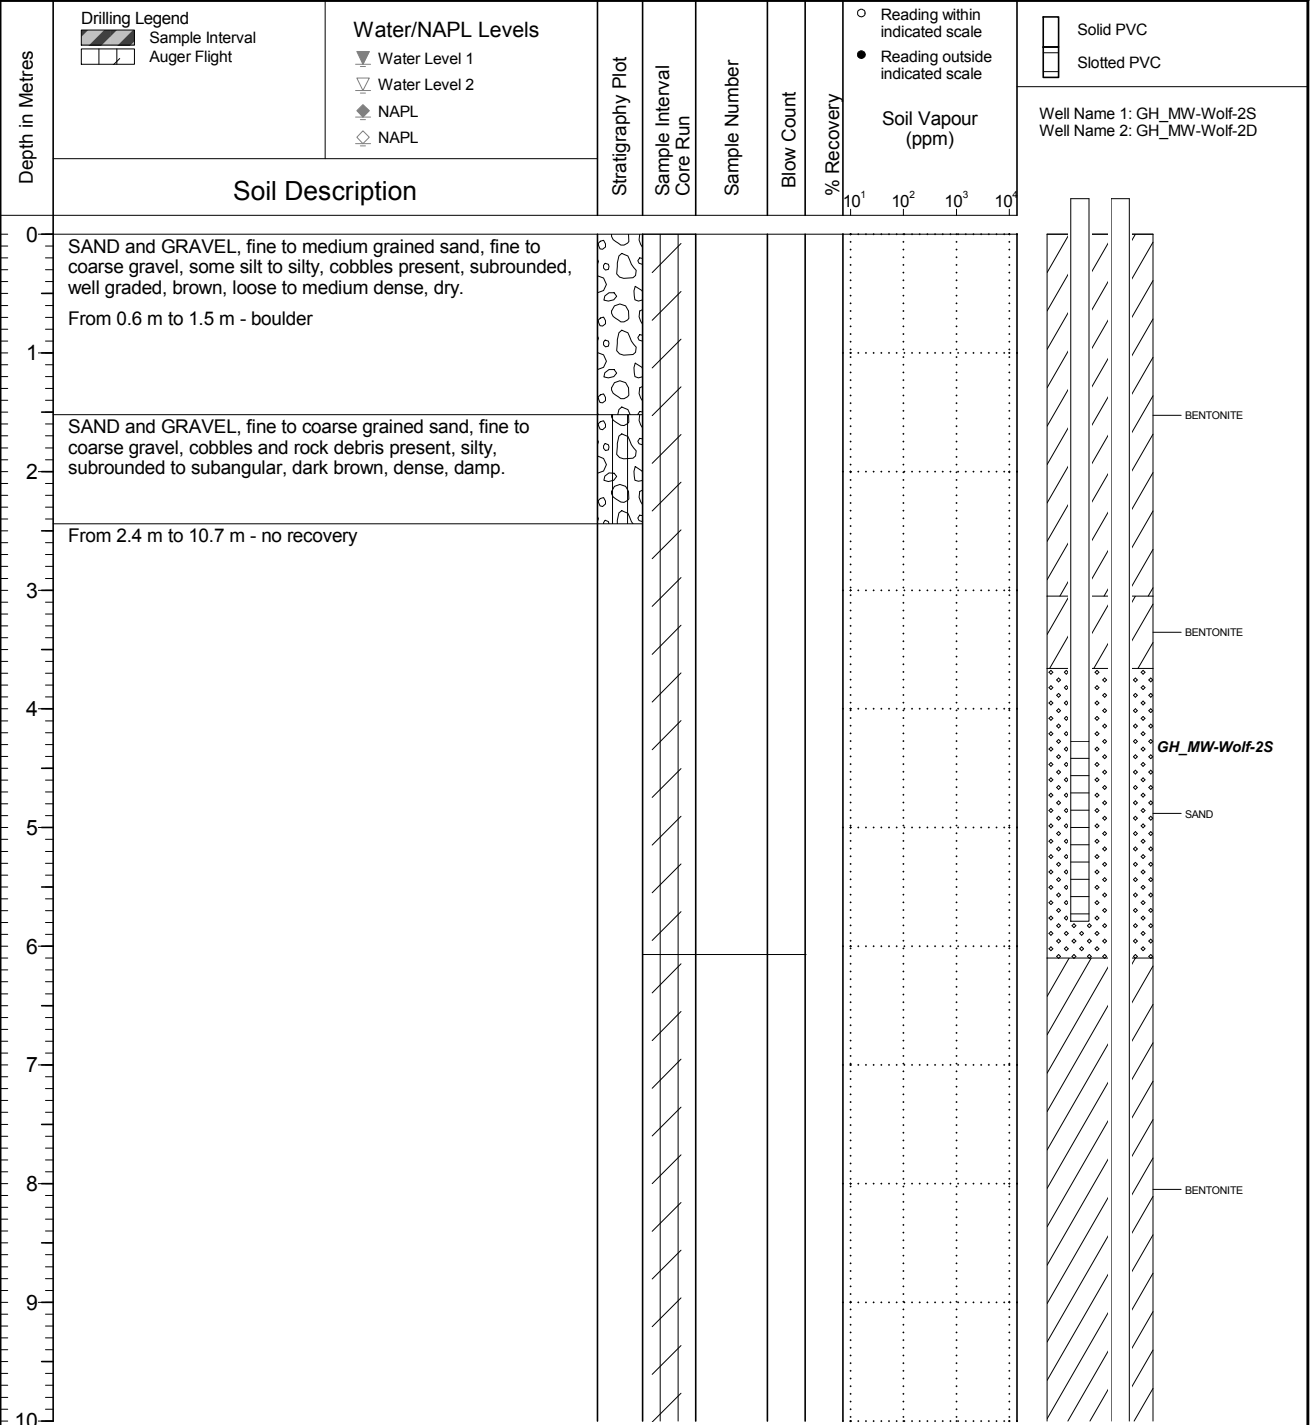 Depth in Metres
Drilling Legend
Sample Interval
Auger Flight
Water/NAPL Levels
Water Level 1
Water Level 2
NAPL
NAPL
Soil Description
Stratigraphy Plot
Sample Interval
Core Run
Sample Number
Blow Count
% Recovery
Reading within
indicated scale
Reading outside
indicated scale
Soil Vapour
(ppm)
10¹ 10² 10³ 10⁴
Solid PVC
Slotted PVC
Well Name 1: GH_MW-Wolf-2S
Well Name 2: GH_MW-Wolf-2D
0
SAND and GRAVEL, fine to medium grained sand, fine to
coarse gravel, some silt to silty, cobbles present, subrounded,
well graded, brown, loose to medium dense, dry.
From 0.6 m to 1.5 m - boulder
1
BENTONITE
SAND and GRAVEL, fine to coarse grained sand, fine to
coarse gravel, cobbles and rock debris present, silty,
subrounded to subangular, dark brown, dense, damp.
2
From 2.4 m to 10.7 m - no recovery
3
BENTONITE
4
GH_MW-Wolf-2S
SAND
5
6
7
8
BENTONITE
9
10